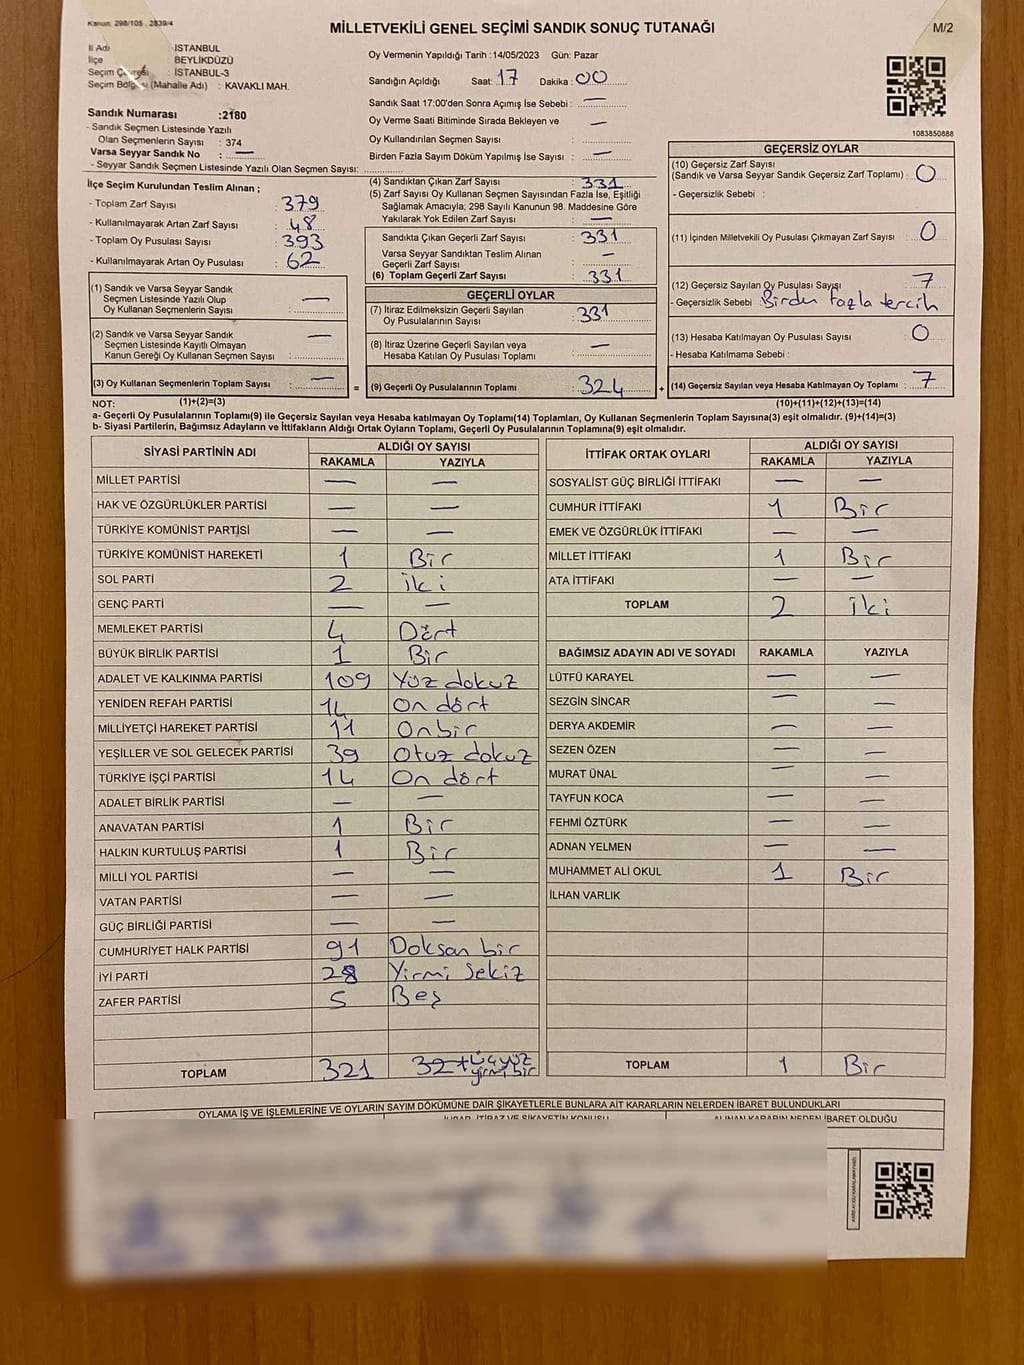 Kanun: 298/105 , 2839/4
MİLLETVEKİLİ GENEL SEÇİMİ SANDIK SONUÇ TUTANAĞI
M/2
İl Adı : İSTANBUL
İlçe : BEYLİKDÜZÜ
Seçim Çevresi : İSTANBUL-3
Seçim Bölgesi (Mahalle Adı) : KAVAKLI MAH.
Sandık Numarası :2180
- Sandık Seçmen Listesinde Yazılı
Olan Seçmenlerin Sayısı : 374
Varsa Seyyar Sandık No : —
- Seyyar Sandık Seçmen Listesinde Yazılı Olan Seçmen Sayısı:
Oy Vermenin Yapıldığı Tarih :14/05/2023 Gün: Pazar
Sandığın Açıldığı Saat: 17 Dakika : 00
Sandık Saat 17:00'den Sonra Açımış İse Sebebi : —
Oy Verme Saati Bitiminde Sırada Bekleyen ve —
Oy Kullandırılan Seçmen Sayısı
Birden Fazla Sayım Döküm Yapılmış İse Sayısı : —
1083850888
İlçe Seçim Kurulundan Teslim Alınan ;
- Toplam Zarf Sayısı : 379
- Kullanılmayarak Artan Zarf Sayısı : 48
- Toplam Oy Pusulası Sayısı : 393
- Kullanılmayarak Artan Oy Pusulası : 62
(1) Sandık ve Varsa Seyyar Sandık
Seçmen Listesinde Yazılı Olup —
Oy Kullanan Seçmenlerin Sayısı :
(2) Sandık ve Varsa Seyyar Sandık —
Seçmen Listesinde Kayıtlı Olmayan
Kanun Gereği Oy Kullanan Seçmen Sayısı :
(3) Oy Kullanan Seçmenlerin Toplam Sayısı : —
(4) Sandıktan Çıkan Zarf Sayısı : 331
(5) Zarf Sayısı Oy Kullanan Seçmen Sayısından Fazla İse, Eşitliği
Sağlamak Amacıyla; 298 Sayılı Kanunun 98. Maddesine Göre
Yakılarak Yok Edilen Zarf Sayısı : —
Sandıkta Çıkan Geçerli Zarf Sayısı : 331
Varsa Seyyar Sandıktan Teslim Alınan —
Geçerli Zarf Sayısı :
(6) Toplam Geçerli Zarf Sayısı : 331
GEÇERLİ OYLAR
(7) İtiraz Edilmeksizin Geçerli Sayılan
Oy Pusulalarının Sayısı : 331
(8) İtiraz Üzerine Geçerli Sayılan veya —
Hesaba Katılan Oy Pusulası Toplamı :
= (9) Geçerli Oy Pusulalarının Toplamı : 324 +
GEÇERSİZ OYLAR
(10) Geçersiz Zarf Sayısı
(Sandık ve Varsa Seyyar Sandık Geçersiz Zarf Toplamı) : 0
- Geçersizlik Sebebi :
(11) İçinden Milletvekili Oy Pusulası Çıkmayan Zarf Sayısı : 0
(12) Geçersiz Sayılan Oy Pusulası Sayısı : 7
- Geçersizlik Sebebi : Birden fazla tercih
(13) Hesaba Katılmayan Oy Pusulası Sayısı : 0
- Hesaba Katılmama Sebebi :
(14) Geçersiz Sayılan veya Hesaba Katılmayan Oy Toplamı : 7
NOT: (1)+(2)=(3) (10)+(11)+(12)+(13)=(14)
a- Geçerli Oy Pusulalarının Toplamı(9) ile Geçersiz Sayılan veya Hesaba katılmayan Oy Toplamı(14) Toplamları, Oy Kullanan Seçmenlerin Toplam Sayısına(3) eşit olmalıdır. (9)+(14)=(3)
b- Siyasi Partilerin, Bağımsız Adayların ve İttifakların Aldığı Ortak Oyların Toplamı, Geçerli Oy Pusulalarının Toplamına(9) eşit olmalıdır.
SİYASİ PARTİNİN ADI ALDIĞI OY SAYISI
RAKAMLA YAZIYLA
MİLLET PARTİSİ — —
HAK VE ÖZGÜRLÜKLER PARTİSİ — —
TÜRKİYE KOMÜNİST PARTİSİ — —
TÜRKİYE KOMÜNİST HAREKETİ 1 Bir
SOL PARTİ 2 iki
GENÇ PARTİ — —
MEMLEKET PARTİSİ 4 Dört
BÜYÜK BİRLİK PARTİSİ 1 Bir
ADALET VE KALKINMA PARTİSİ 109 Yüz dokuz
YENİDEN REFAH PARTİSİ 14 On dört
MİLLİYETÇİ HAREKET PARTİSİ 11 Onbir
YEŞİLLER VE SOL GELECEK PARTİSİ 39 Otuz dokuz
TÜRKİYE İŞÇİ PARTİSİ 14 On dört
ADALET BİRLİK PARTİSİ — —
ANAVATAN PARTİSİ 1 Bir
HALKIN KURTULUŞ PARTİSİ 1 Bir
MİLLİ YOL PARTİSİ — —
VATAN PARTİSİ — —
GÜÇ BİRLİĞİ PARTİSİ — —
CUMHURİYET HALK PARTİSİ 91 Doksan bir
İYİ PARTİ 28 Yirmi Sekiz
ZAFER PARTİSİ 5 Beş
TOPLAM 321 Üçyüz yirmi bir
İTTİFAK ORTAK OYLARI ALDIĞI OY SAYISI
RAKAMLA YAZIYLA
SOSYALİST GÜÇ BİRLİĞİ İTTİFAKI — —
CUMHUR İTTİFAKI 1 Bir
EMEK VE ÖZGÜRLÜK İTTİFAKI — —
MİLLET İTTİFAKI 1 Bir
ATA İTTİFAKI — —
TOPLAM 2 iki
BAĞIMSIZ ADAYIN ADI VE SOYADI RAKAMLA YAZIYLA
LÜTFÜ KARAYEL — —
SEZGİN SİNCAR — —
DERYA AKDEMİR — —
SEZEN ÖZEN — —
MURAT ÜNAL — —
TAYFUN KOCA — —
FEHMİ ÖZTÜRK — —
ADNAN YELMEN — —
MUHAMMET ALİ OKUL 1 Bir
İLHAN VARLIK
TOPLAM 1 Bir
OYLAMA İŞ VE İŞLEMLERİNE VE OYLARIN SAYIM DÖKÜMÜNE DAİR ŞİKAYETLERLE BUNLARA AİT KARARLARIN NELERDEN İBARET BULUNDUKLARI
İTİRAZ VE ŞİKAYETİN KONUSU ALINAN KARARIN NEDEN İBARET OLDUĞU